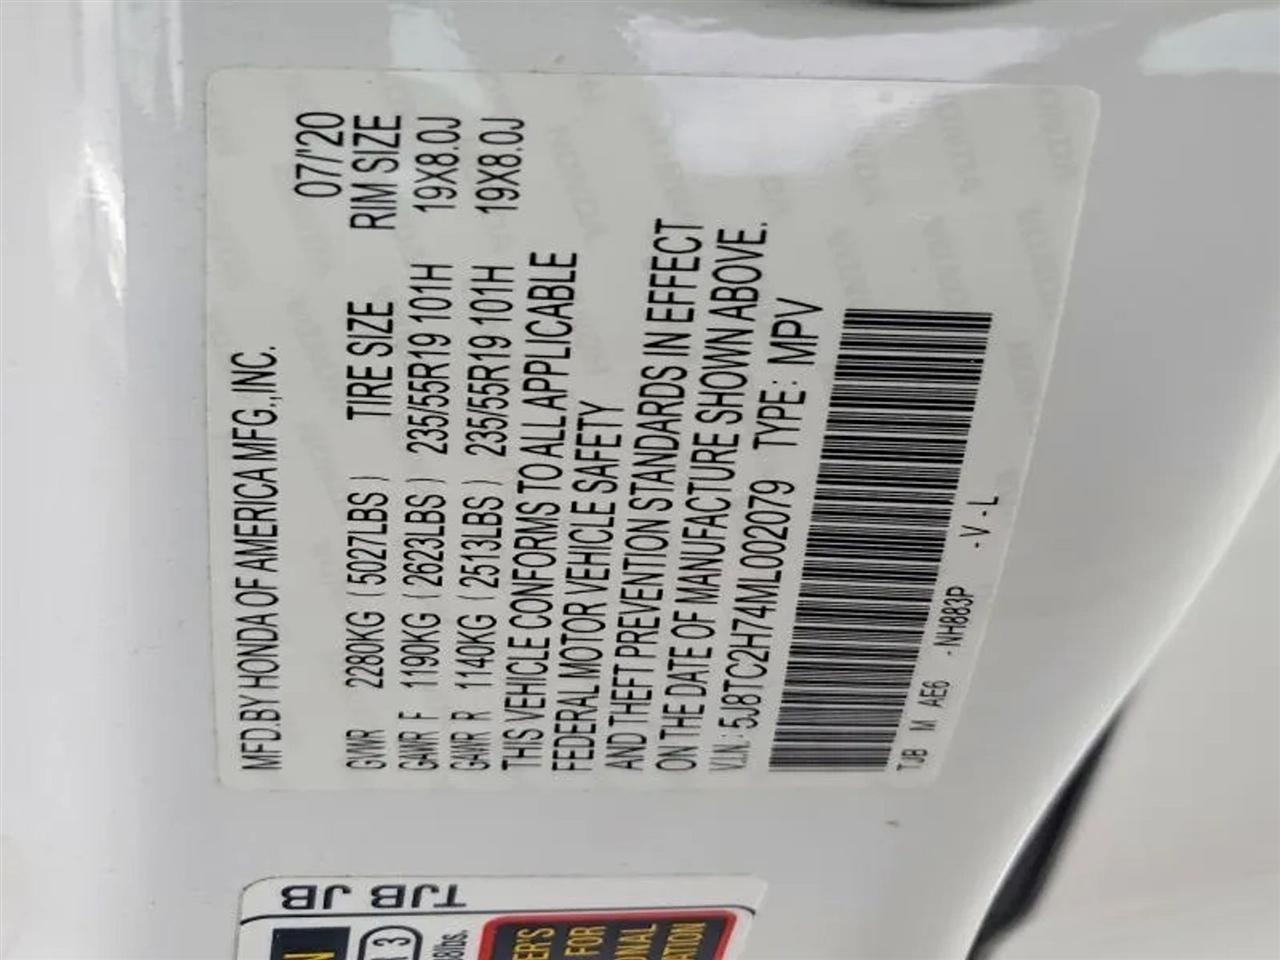 MFD.BY HONDA OF AMERICA MFG.,INC.
07/'20
GVWR 2280KG ( 5027LBS ) TIRE SIZE RIM SIZE
GAWR F 1190KG ( 2623LBS ) 235/55R19 101H 19X8.0J
GAWR R 1140KG ( 2513LBS ) 235/55R19 101H 19X8.0J
THIS VEHICLE CONFORMS TO ALL APPLICABLE
FEDERAL MOTOR VEHICLE SAFETY
AND THEFT PREVENTION STANDARDS IN EFFECT
ON THE DATE OF MANUFACTURE SHOWN ABOVE.
V.I.N.: 5J8TC2H74ML002079 TYPE: MPV
TJB M AE6 -NH883P -V-L
TJB JB